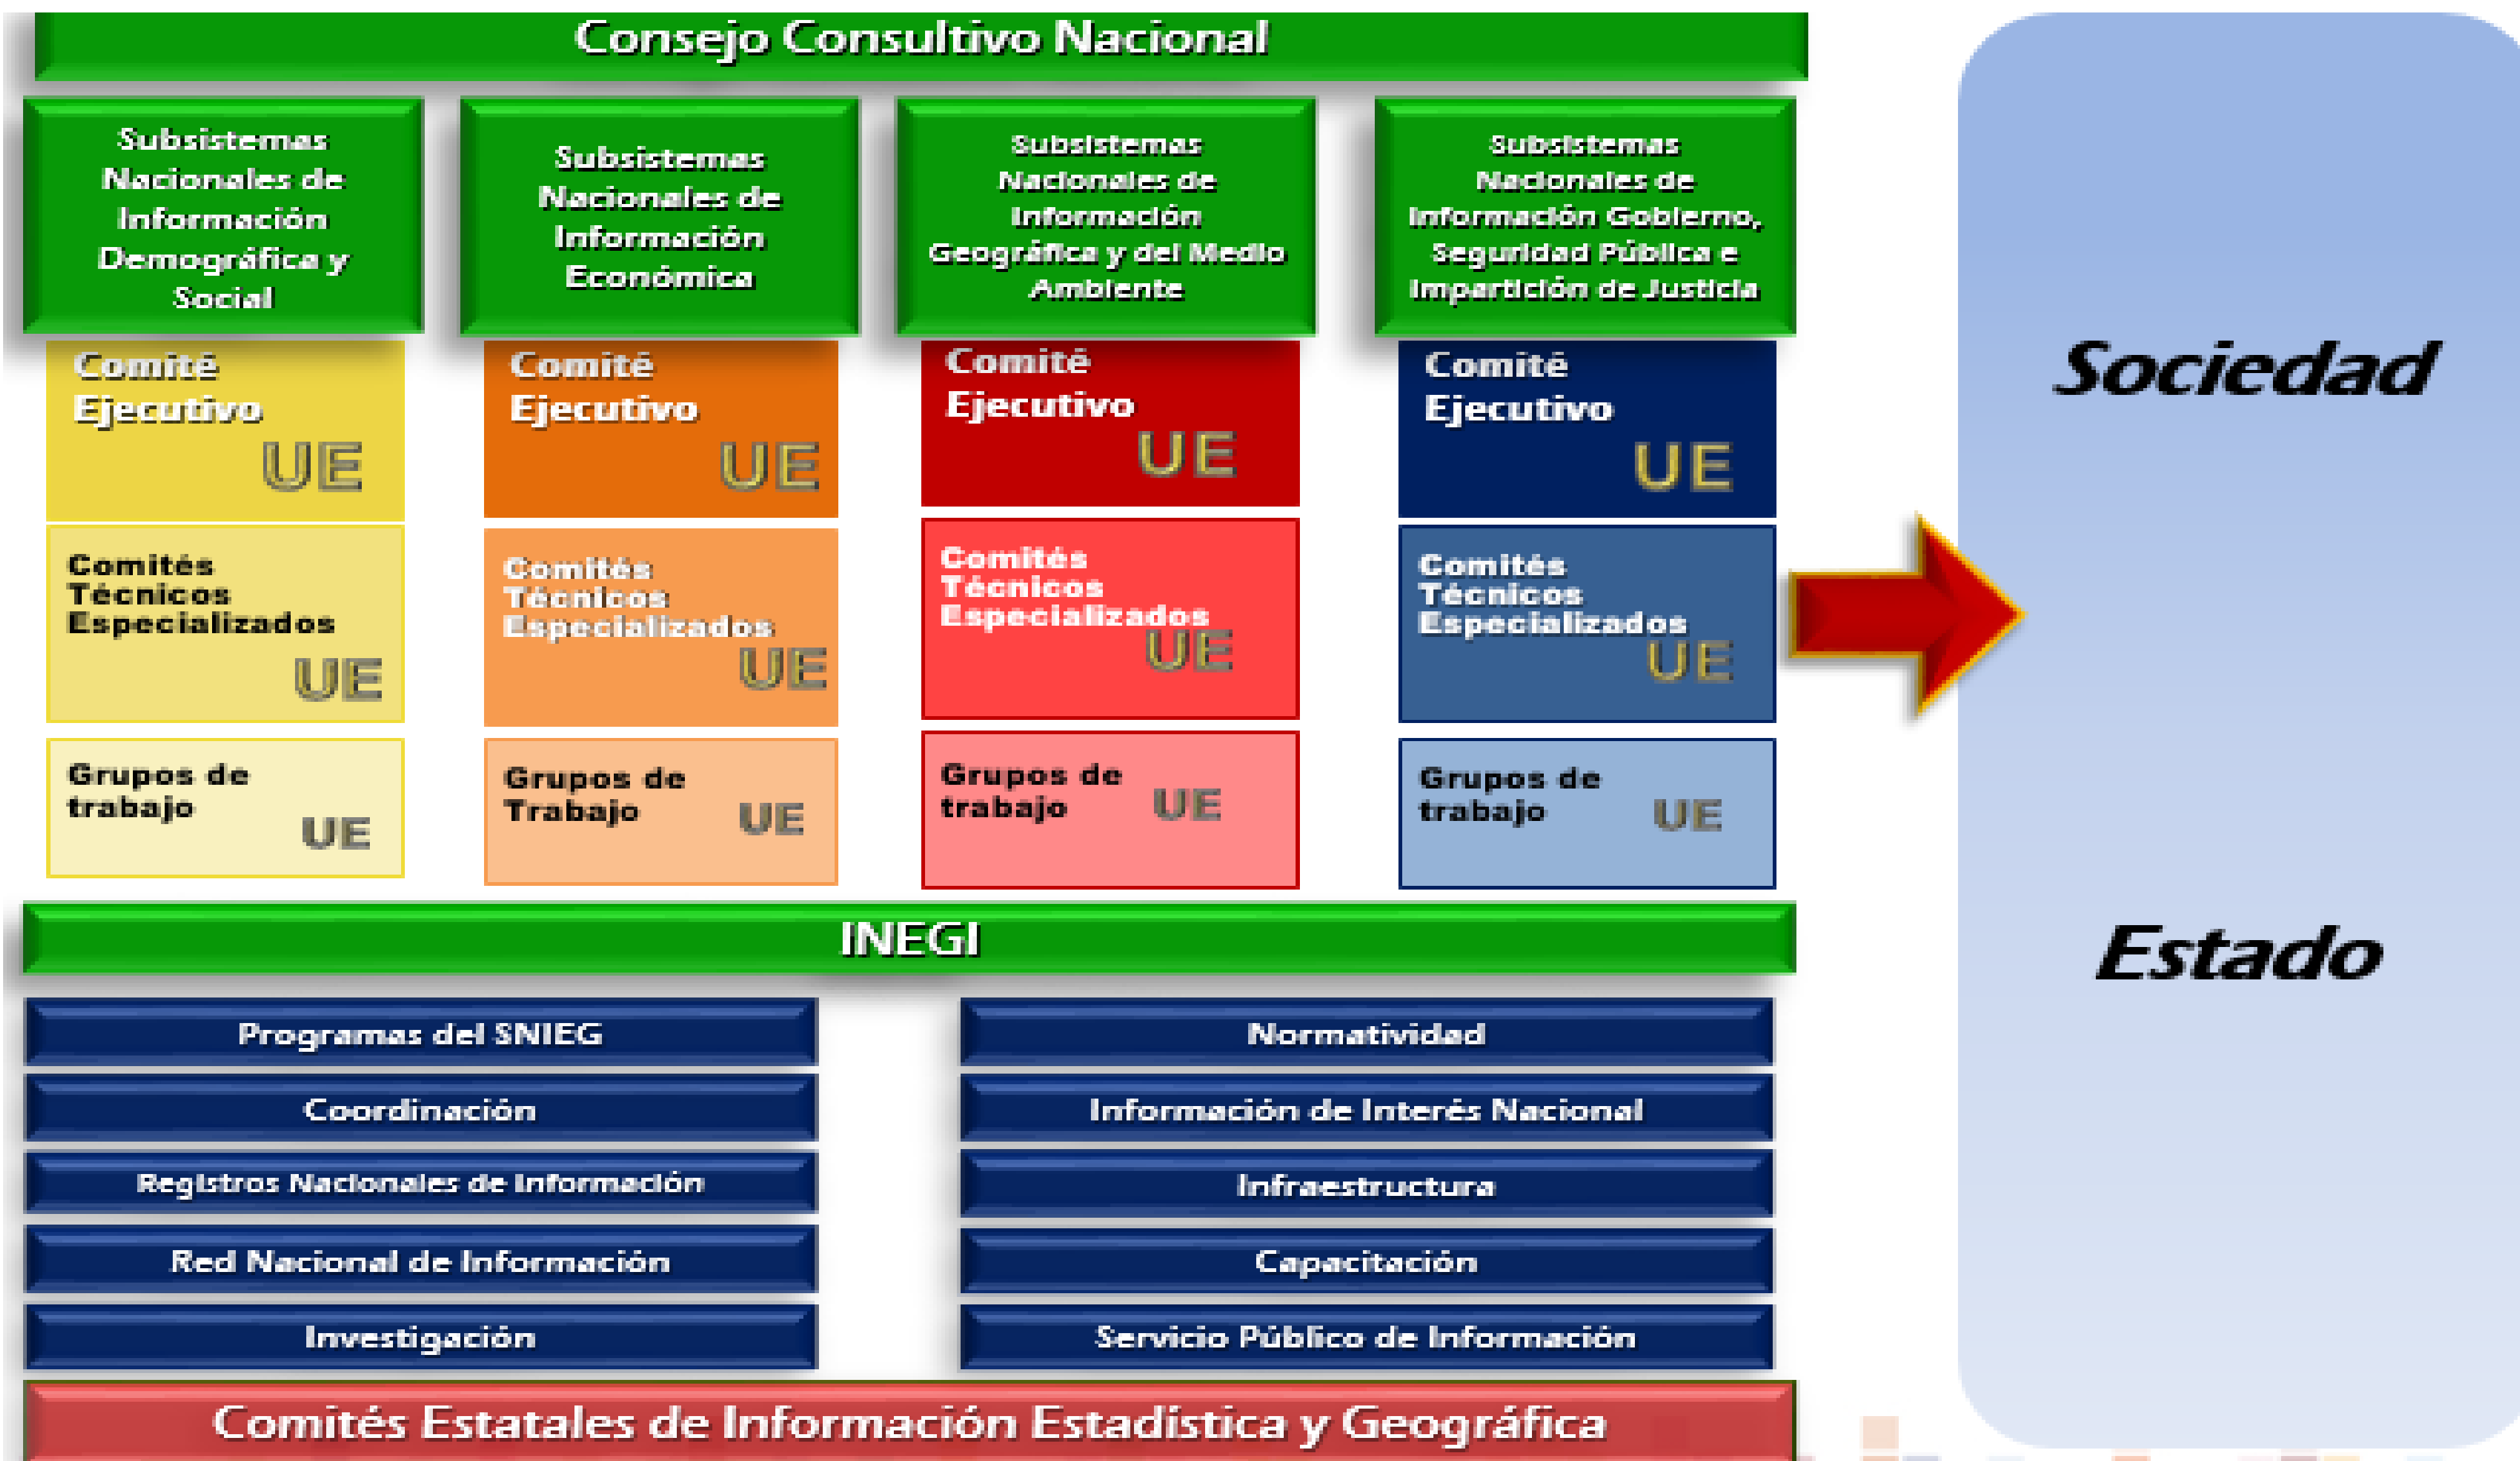 Consejo Consultivo Nacional
Subsistemas
Nacionales de
Información
Demográfica y
Social
Subsistemas
Nacionales de
Información
Económica
Subsistemas
Nacionales de
Información
Geográfica y del Medio
Ambiente
Subsistemas
Nacionales de
Información Gobierno,
Seguridad Pública e
Impartición de Justicia
Comité
Ejecutivo
UE
Comité
Ejecutivo
UE
Comité
Ejecutivo
UE
Comité
Ejecutivo
UE
Comités
Técnicos
Especializados
UE
Comités
Técnicos
Especializados
UE
Comités
Técnicos
Especializados
UE
Comités
Técnicos
Especializados
UE
Grupos de
trabajo
UE
Grupos de
Trabajo
UE
Grupos de
trabajo
UE
Grupos de
trabajo
UE
INEGI
Programas del SNIEG
Normatividad
Coordinación
Información de Interés Nacional
Registros Nacionales de Información
Infraestructura
Red Nacional de Información
Capacitación
Investigación
Servicio Público de Información
Comités Estatales de Información Estadística y Geográfica
Sociedad
Estado